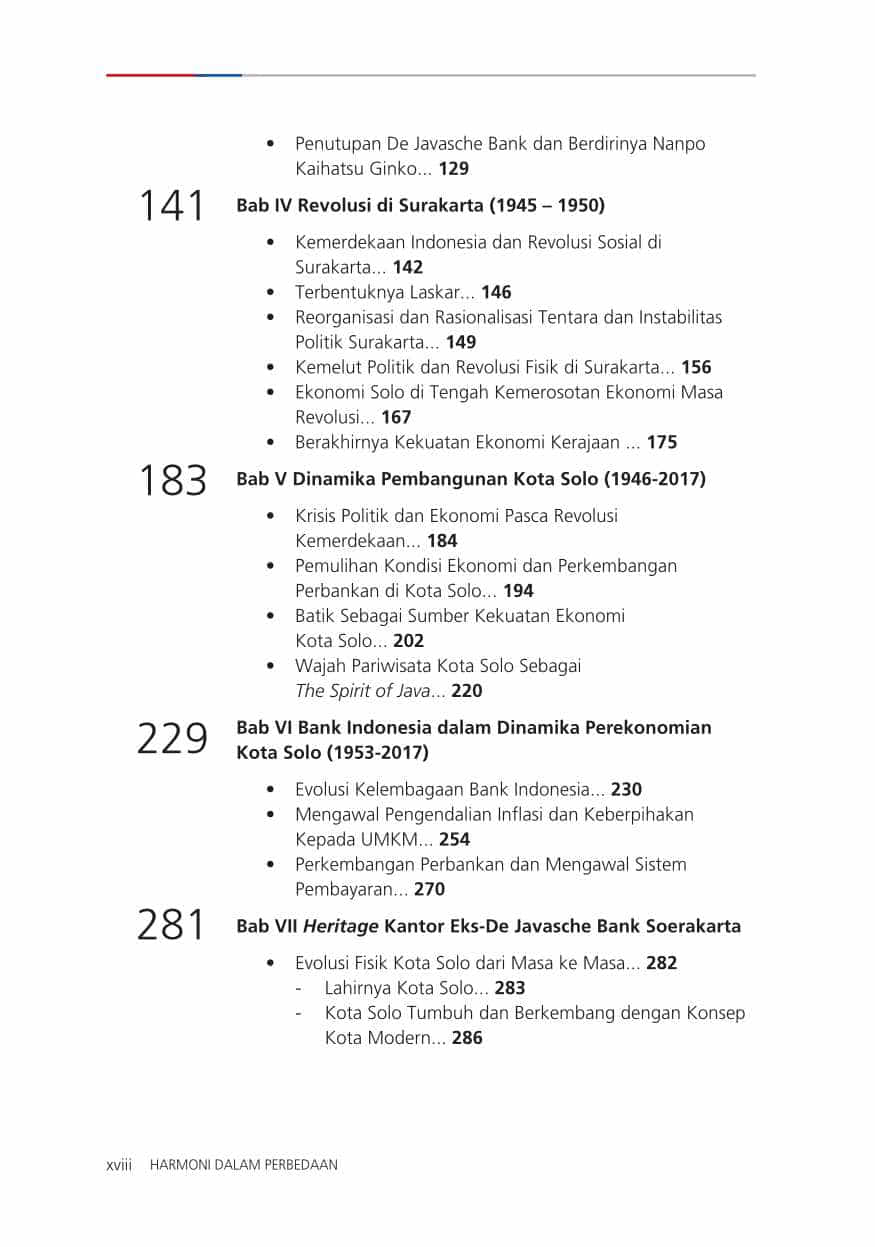 • Penutupan De Javasche Bank dan Berdirinya Nanpo
Kaihatsu Ginko... 129
141 Bab IV Revolusi di Surakarta (1945 – 1950)
• Kemerdekaan Indonesia dan Revolusi Sosial di
Surakarta... 142
• Terbentuknya Laskar... 146
• Reorganisasi dan Rasionalisasi Tentara dan Instabilitas
Politik Surakarta... 149
• Kemelut Politik dan Revolusi Fisik di Surakarta... 156
• Ekonomi Solo di Tengah Kemerosotan Ekonomi Masa
Revolusi... 167
• Berakhirnya Kekuatan Ekonomi Kerajaan ... 175
183 Bab V Dinamika Pembangunan Kota Solo (1946-2017)
• Krisis Politik dan Ekonomi Pasca Revolusi
Kemerdekaan... 184
• Pemulihan Kondisi Ekonomi dan Perkembangan
Perbankan di Kota Solo... 194
• Batik Sebagai Sumber Kekuatan Ekonomi
Kota Solo... 202
• Wajah Pariwisata Kota Solo Sebagai
The Spirit of Java... 220
229 Bab VI Bank Indonesia dalam Dinamika Perekonomian
Kota Solo (1953-2017)
• Evolusi Kelembagaan Bank Indonesia... 230
• Mengawal Pengendalian Inflasi dan Keberpihakan
Kepada UMKM... 254
• Perkembangan Perbankan dan Mengawal Sistem
Pembayaran... 270
281 Bab VII Heritage Kantor Eks-De Javasche Bank Soerakarta
• Evolusi Fisik Kota Solo dari Masa ke Masa... 282
- Lahirnya Kota Solo... 283
- Kota Solo Tumbuh dan Berkembang dengan Konsep
Kota Modern... 286
xviii HARMONI DALAM PERBEDAAN